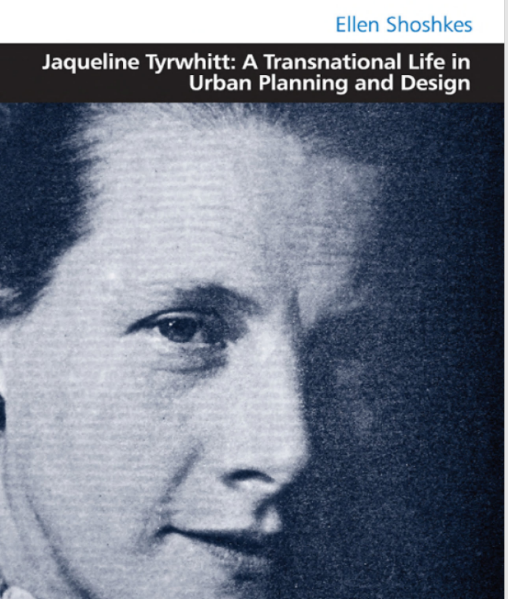 Ellen Shoshkes
Jaqueline Tyrwhitt: A Transnational Life in
Urban Planning and Design